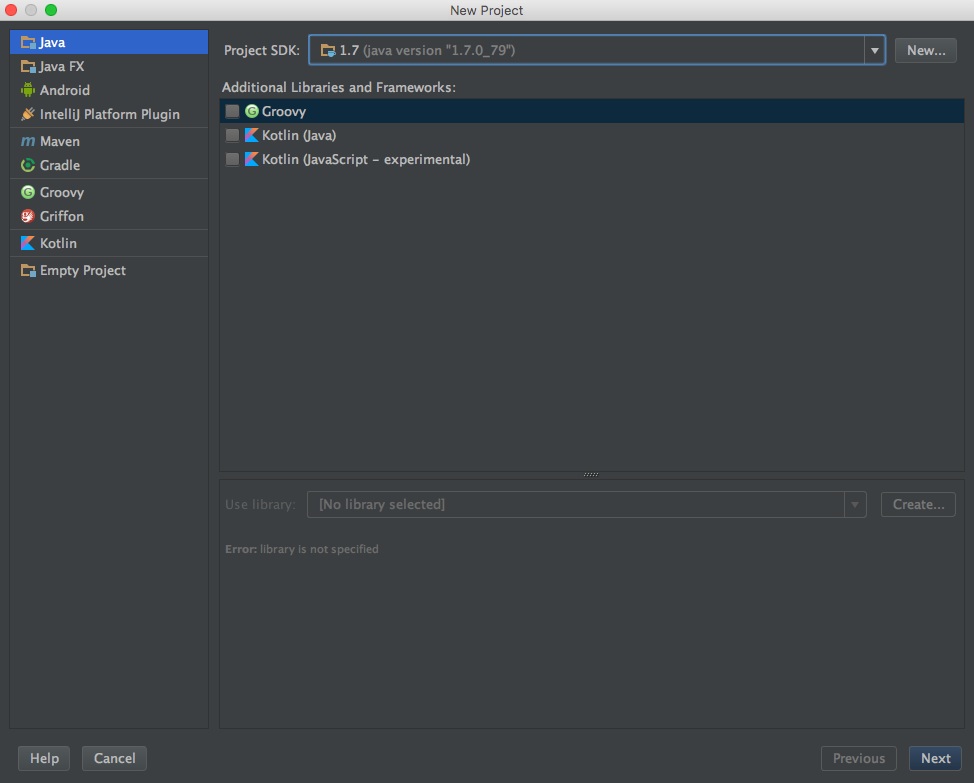 New Project
Java
Java FX
Android
IntelliJ Platform Plugin
Maven
Gradle
Groovy
Griffon
Kotlin
Empty Project
Project SDK: 1.7 (java version "1.7.0_79") New...
Additional Libraries and Frameworks:
Groovy
Kotlin (Java)
Kotlin (JavaScript – experimental)
Use library: [No library selected] Create...
Error: library is not specified
Help Cancel Previous Next